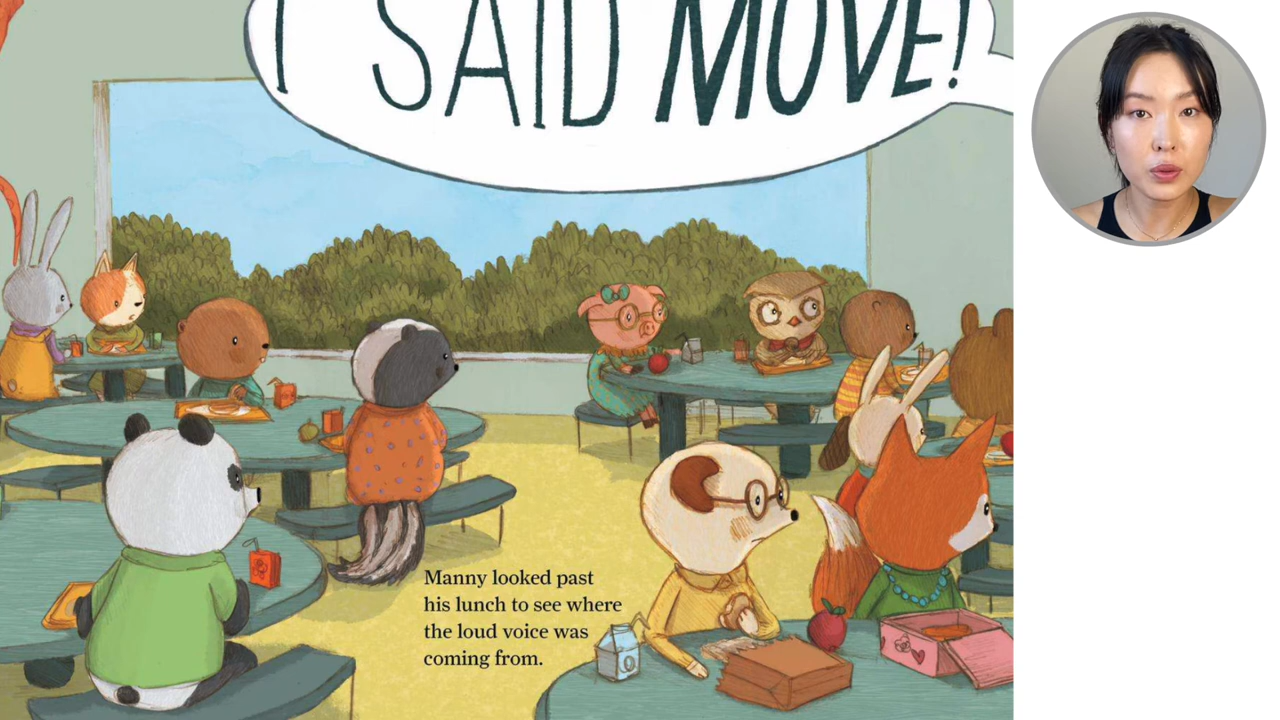 I SAID MOVE!
Manny looked past
his lunch to see where
the loud voice was
coming from.